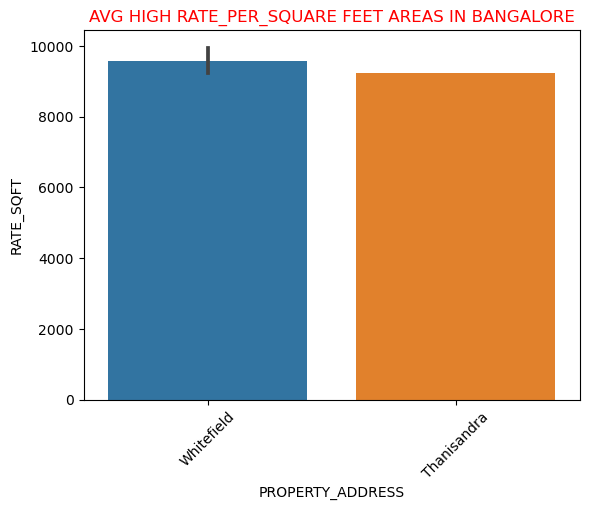 AVG HIGH RATE_PER_SQUARE FEET AREAS IN BANGALORE
10000
8000
6000
4000
2000
0
RATE_SQFT
Whitefield
Thanisandra
PROPERTY_ADDRESS